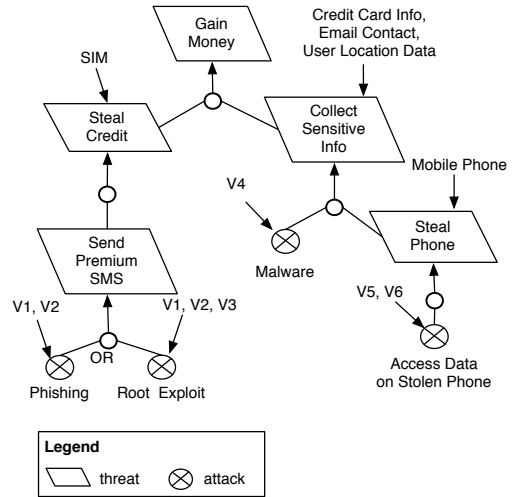 Gain
Money
Credit Card Info,
Email Contact,
User Location Data
SIM
Steal
Credit
Collect
Sensitive
Info
Mobile Phone
V4
Steal
Phone
Send
Premium
SMS
Malware
V5, V6
V1, V2
V1, V2, V3
OR
Phishing
Root Exploit
Access Data
on Stolen Phone
Legend
threat
attack